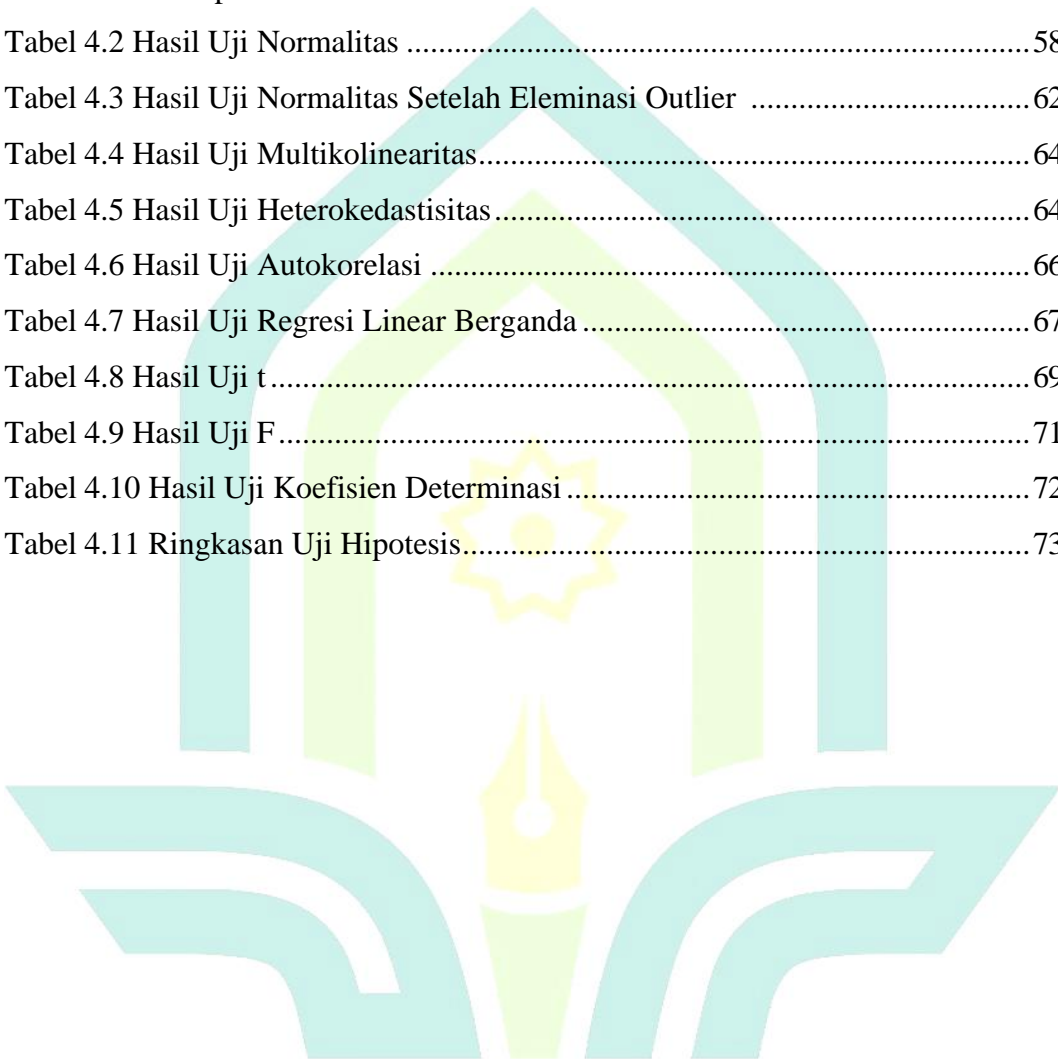 Tabel 4.2 Hasil Uji Normalitas ................................................................................ 58
Tabel 4.3 Hasil Uji Normalitas Setelah Eleminasi Outlier ................................... 62
Tabel 4.4 Hasil Uji Multikolinearitas...................................................................... 64
Tabel 4.5 Hasil Uji Heterokedastisitas.................................................................... 64
Tabel 4.6 Hasil Uji Autokorelasi ............................................................................ 66
Tabel 4.7 Hasil Uji Regresi Linear Berganda......................................................... 67
Tabel 4.8 Hasil Uji t................................................................................................ 69
Tabel 4.9 Hasil Uji F............................................................................................... 71
Tabel 4.10 Hasil Uji Koefisien Determinasi........................................................... 72
Tabel 4.11 Ringkasan Uji Hipotesis........................................................................ 73